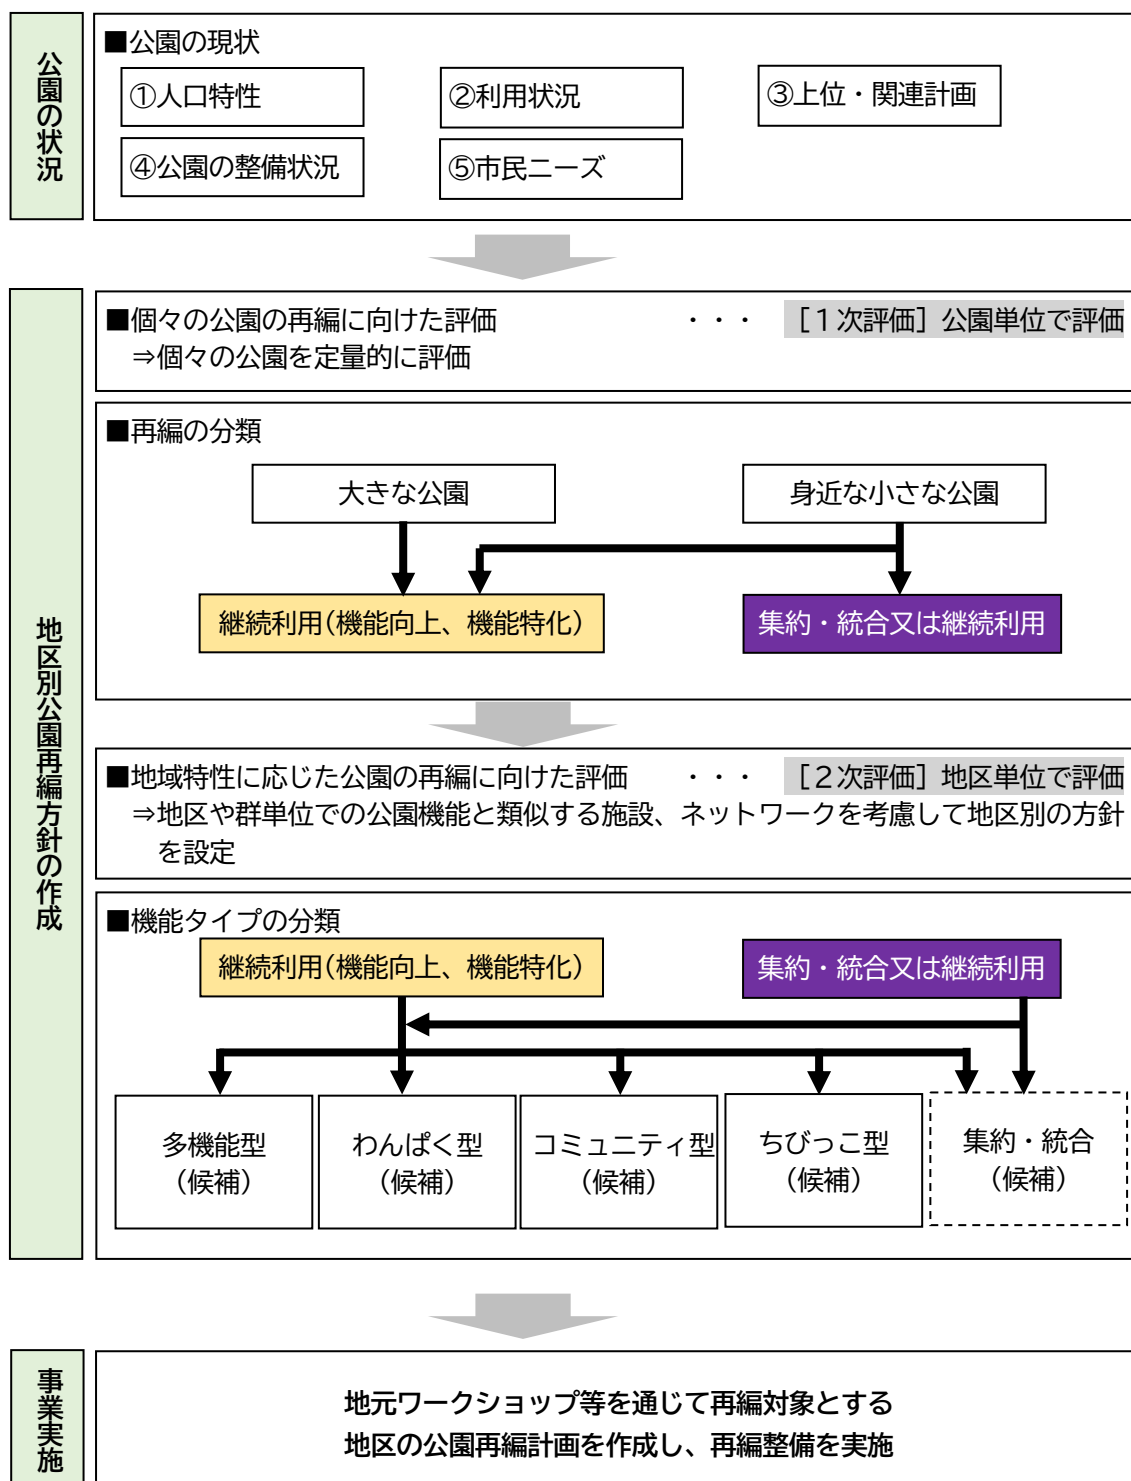 公園の状況
■公園の現状
①人口特性
②利用状況
③上位・関連計画
④公園の整備状況
⑤市民ニーズ
地区別公園再編方針の作成
■個々の公園の再編に向けた評価 ・・・ ［１次評価］公園単位で評価
⇒個々の公園を定量的に評価
■再編の分類
大きな公園
身近な小さな公園
継続利用（機能向上、機能特化）
集約・統合又は継続利用
■地域特性に応じた公園の再編に向けた評価 ・・・ ［２次評価］地区単位で評価
⇒地区や群単位での公園機能と類似する施設、ネットワークを考慮して地区別の方針
を設定
■機能タイプの分類
継続利用（機能向上、機能特化）
集約・統合又は継続利用
多機能型
（候補）
わんぱく型
（候補）
コミュニティ型
（候補）
ちびっこ型
（候補）
集約・統合
（候補）
事業実施
地元ワークショップ等を通じて再編対象とする
地区の公園再編計画を作成し、再編整備を実施